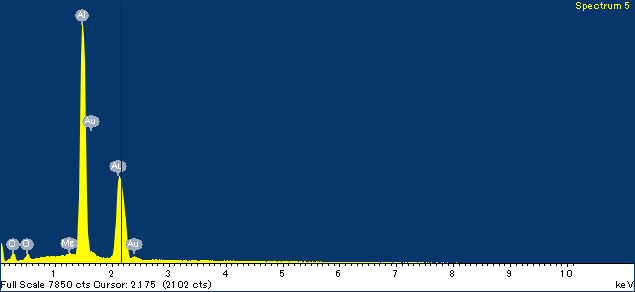 Spectrum 5
Al
Au
Au
O
Mg
Au
1 2 3 4 5 6 7 8 9 10
Full Scale 7850 cts Cursor: 2.175 (2102 cts) keV